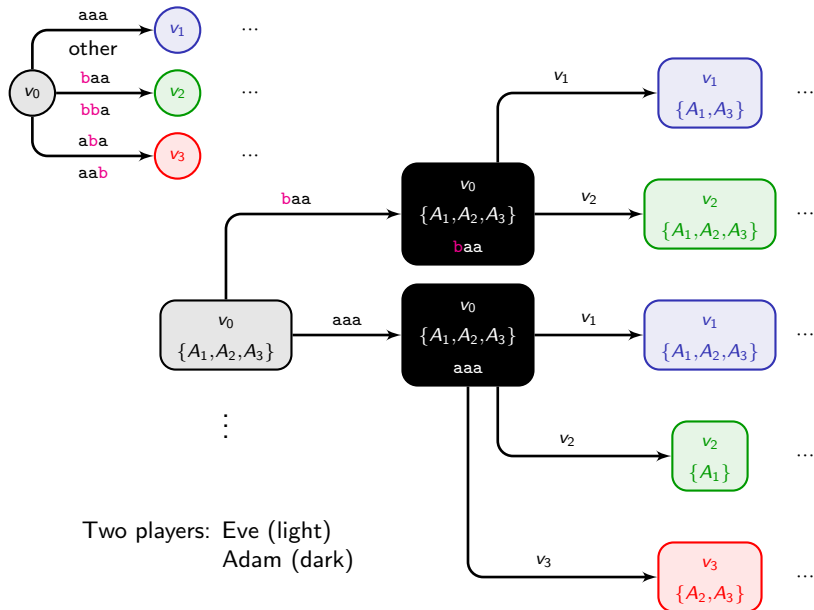 aaa
v₁
...
other
v₀
baa
v₂
...
bba
aba
v₃
...
aab
v₁
v₁
{A₁,A₃}
...
baa
v₀
{A₁,A₂,A₃}
baa
v₂
v₂
{A₁,A₂,A₃}
...
v₀
{A₁,A₂,A₃}
aaa
v₀
{A₁,A₂,A₃}
aaa
v₁
v₁
{A₁,A₂,A₃}
...
⋮
v₂
v₂
{A₁}
...
Two players: Eve (light)
Adam (dark)
v₃
v₃
{A₂,A₃}
...